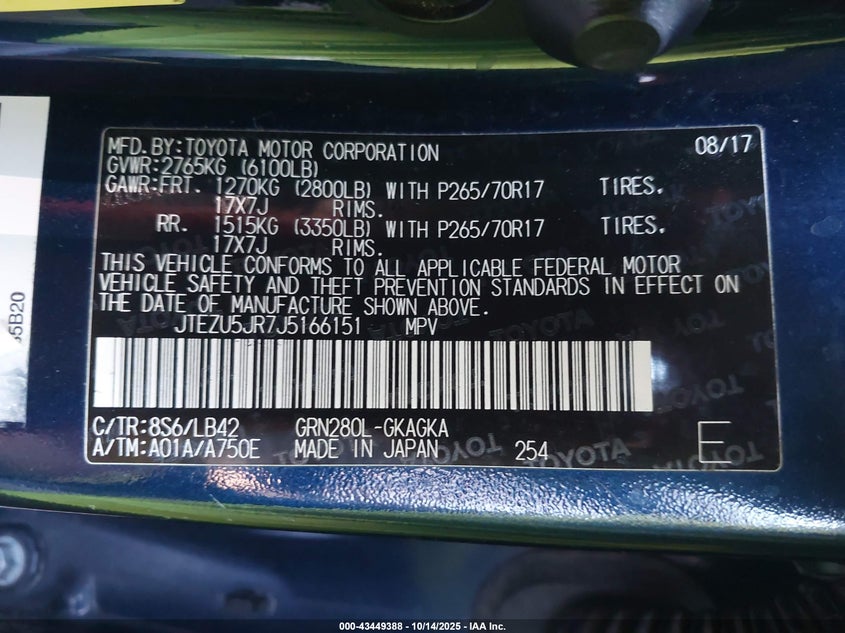 MFD.BY:TOYOTA MOTOR CORPORATION 08/17
GVWR:2765KG (6100LB)
GAWR:FRT. 1270KG (2800LB) WITH P265/70R17 TIRES.
17X7J RIMS.
RR. 1515KG (3350LB) WITH P265/70R17 TIRES.
17X7J RIMS.
THIS VEHICLE CONFORMS TO ALL APPLICABLE FEDERAL MOTOR
VEHICLE SAFETY AND THEFT PREVENTION STANDARDS IN EFFECT ON
THE DATE OF MANUFACTURE SHOWN ABOVE.
JTEZU5JR7J5166151 MPV
C/TR:8S6/LB42 GRN280L-GKAGKA
A/TM:A01A/A750E MADE IN JAPAN 254 E
TOYOTA
000-43449388 - 10/14/2025 - IAA Inc.